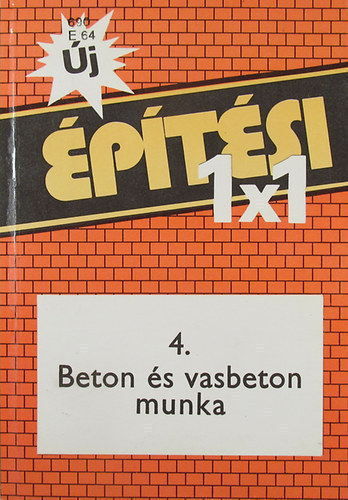 690
E 64
Új
ÉPÍTÉSI
1x1
4.
Beton és vasbeton
munka